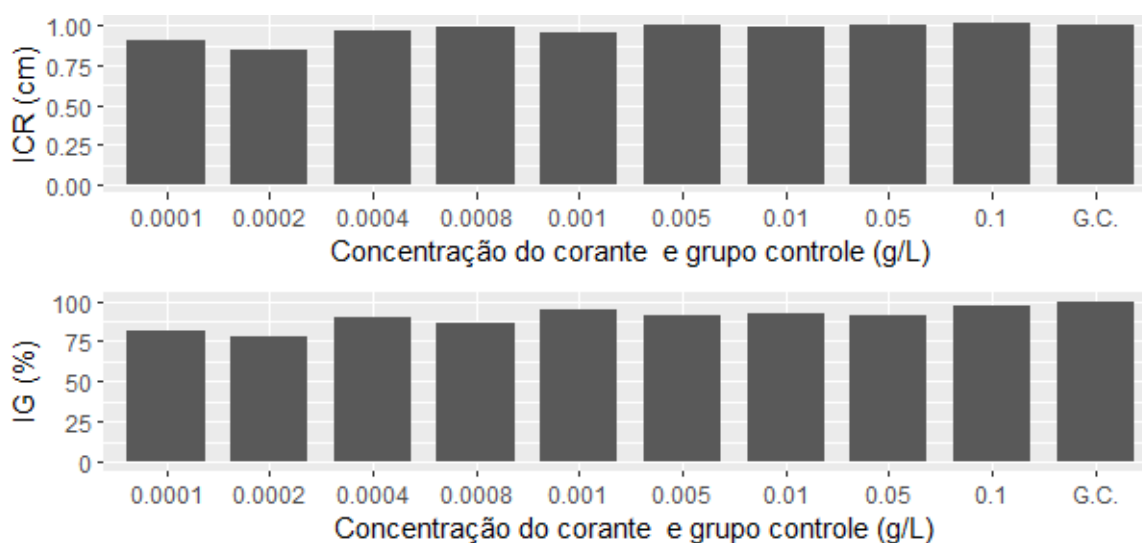 ICR (cm)
1.00
0.75
0.50
0.25
0.00
0.0001 0.0002 0.0004 0.0008 0.001 0.005 0.01 0.05 0.1 G.C.
Concentração do corante  e grupo controle (g/L)
IG (%)
100
75
50
25
0
0.0001 0.0002 0.0004 0.0008 0.001 0.005 0.01 0.05 0.1 G.C.
Concentração do corante  e grupo controle (g/L)